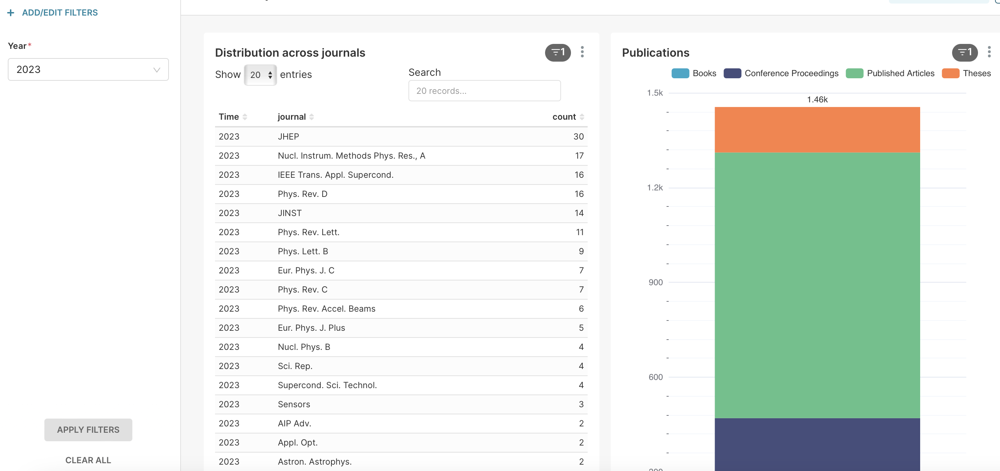 + ADD/EDIT FILTERS
Year*
2023
APPLY FILTERS
CLEAR ALL
Distribution across journals
1
Show 20 entries
Search
20 records...
Time journal count
2023 JHEP 30
2023 Nucl. Instrum. Methods Phys. Res., A 17
2023 IEEE Trans. Appl. Supercond. 16
2023 Phys. Rev. D 16
2023 JINST 14
2023 Phys. Rev. Lett. 11
2023 Phys. Lett. B 9
2023 Eur. Phys. J. C 7
2023 Phys. Rev. C 7
2023 Phys. Rev. Accel. Beams 6
2023 Eur. Phys. J. Plus 5
2023 Nucl. Phys. B 4
2023 Sci. Rep. 4
2023 Supercond. Sci. Technol. 4
2023 Sensors 3
2023 AIP Adv. 2
2023 Appl. Opt. 2
2023 Astron. Astrophys. 2
Publications
1
Books Conference Proceedings Published Articles Theses
1.5k
1.46k
1.2k
900
600